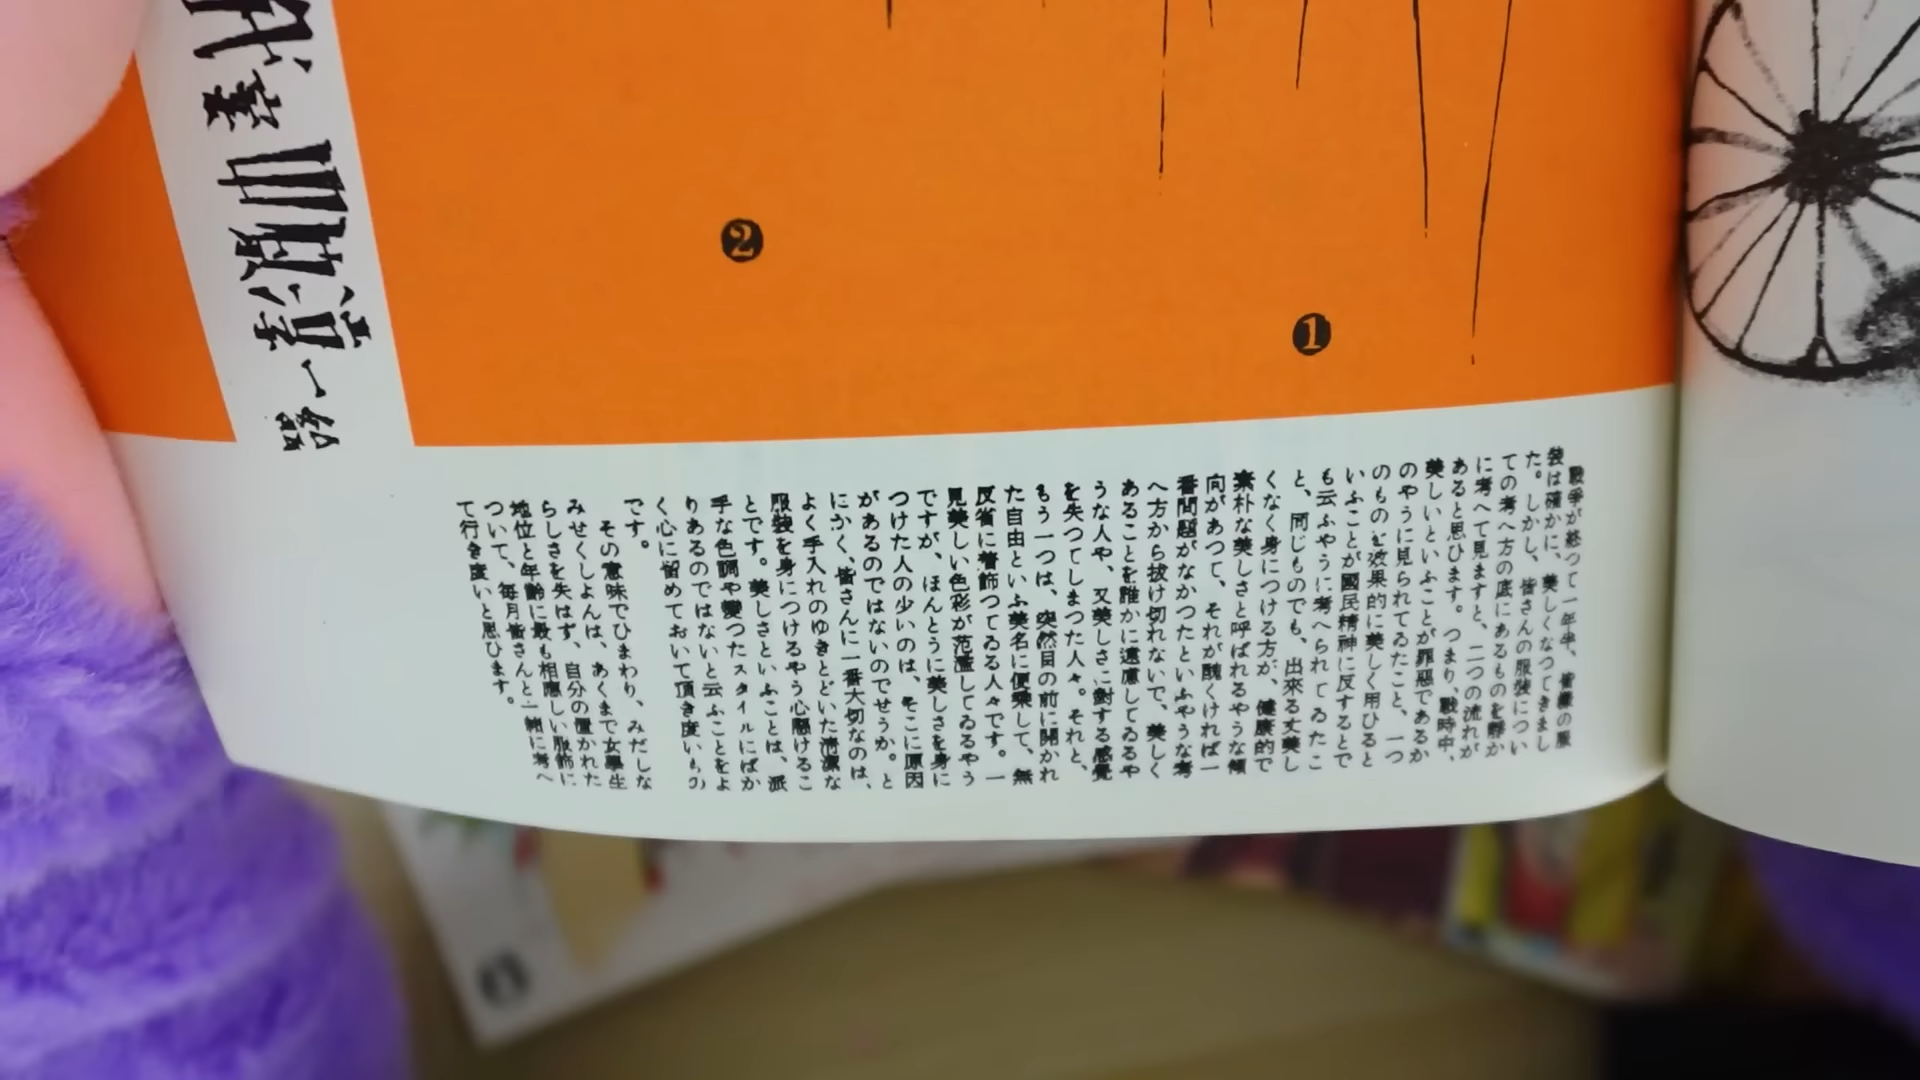 戰爭が終つて一年半、皆樣の服
裝は確かに、美しくなつてきまし
た。しかし、皆さんの服裝につい
ての考へ方の底にあるものを靜か
に考へて見ますと、二つの流れが
あると思ひます。つまり、戰時中、
美しいといふことが罪惡であるか
のやうに見られてゐたこと、一つ
のものを效果的に美しく用ひると
いふことが國民精神に反するとで
も云ふやうに考へられてゐたこ
と、同じものでも、出來る丈美し
くなく身につける方が、健康的で
素朴な美しさと呼ばれるやうな傾
向があつて、それが醜くければ一
番問題がなかつたといふやうな考
へ方から拔け切れないで、美しく
あることを誰かに遠慮してゐるや
うな人や、又美しさに對する感覺
を失つてしまつた人々。それと、
もう一つは、突然目の前に開かれ
た自由といふ美名に便乘して、無
反省に着飾つてゐる人々です。一
見美しい色彩が氾濫してゐるやう
ですが、ほんとうに美しさを身に
つけた人の少いのは、そこに原因
があるのではないのでせうか。と
にかく、皆さんに一番大切なのは、
よく手入れのゆきとどいた清潔な
服裝を身につけるやう心懸けるこ
とです。美しさといふことは、派
手な色調や變つたスタイルにばか
りあるのではないと云ふことをよ
く心に留めておいて頂き度いもの
です。
その意味でひまわり、みだしな
みせくしよんは、あくまで女學生
らしさを失はず、自分の置かれた
地位と年齡に最も相應しい服飾に
ついて、每月皆さんと一緒に考へ
て行き度いと思ひます。
❶
❷